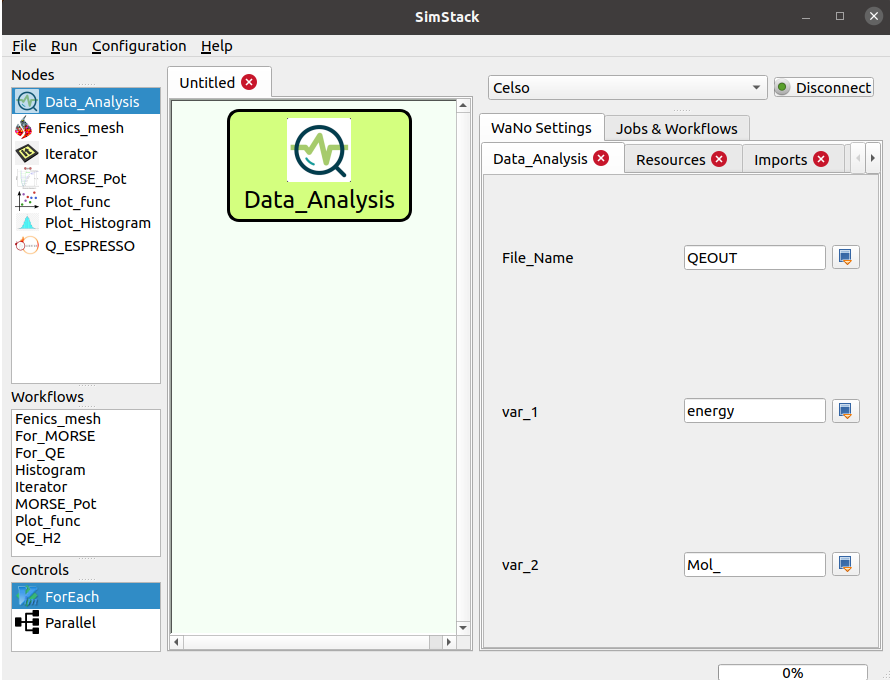 SimStack
File Run Configuration Help
Nodes
Data_Analysis
Fenics_mesh
Iterator
MORSE_Pot
Plot_func
Plot_Histogram
Q_ESPRESSO
Workflows
Fenics_mesh
For_MORSE
For_QE
Histogram
Iterator
MORSE_Pot
Plot_func
QE_H2
Controls
ForEach
Parallel
Untitled
Data_Analysis
Celso
Disconnect
WaNo Settings
Jobs & Workflows
Data_Analysis
Resources
Imports
File_Name
QEOUT
var_1
energy
var_2
Mol_
0%